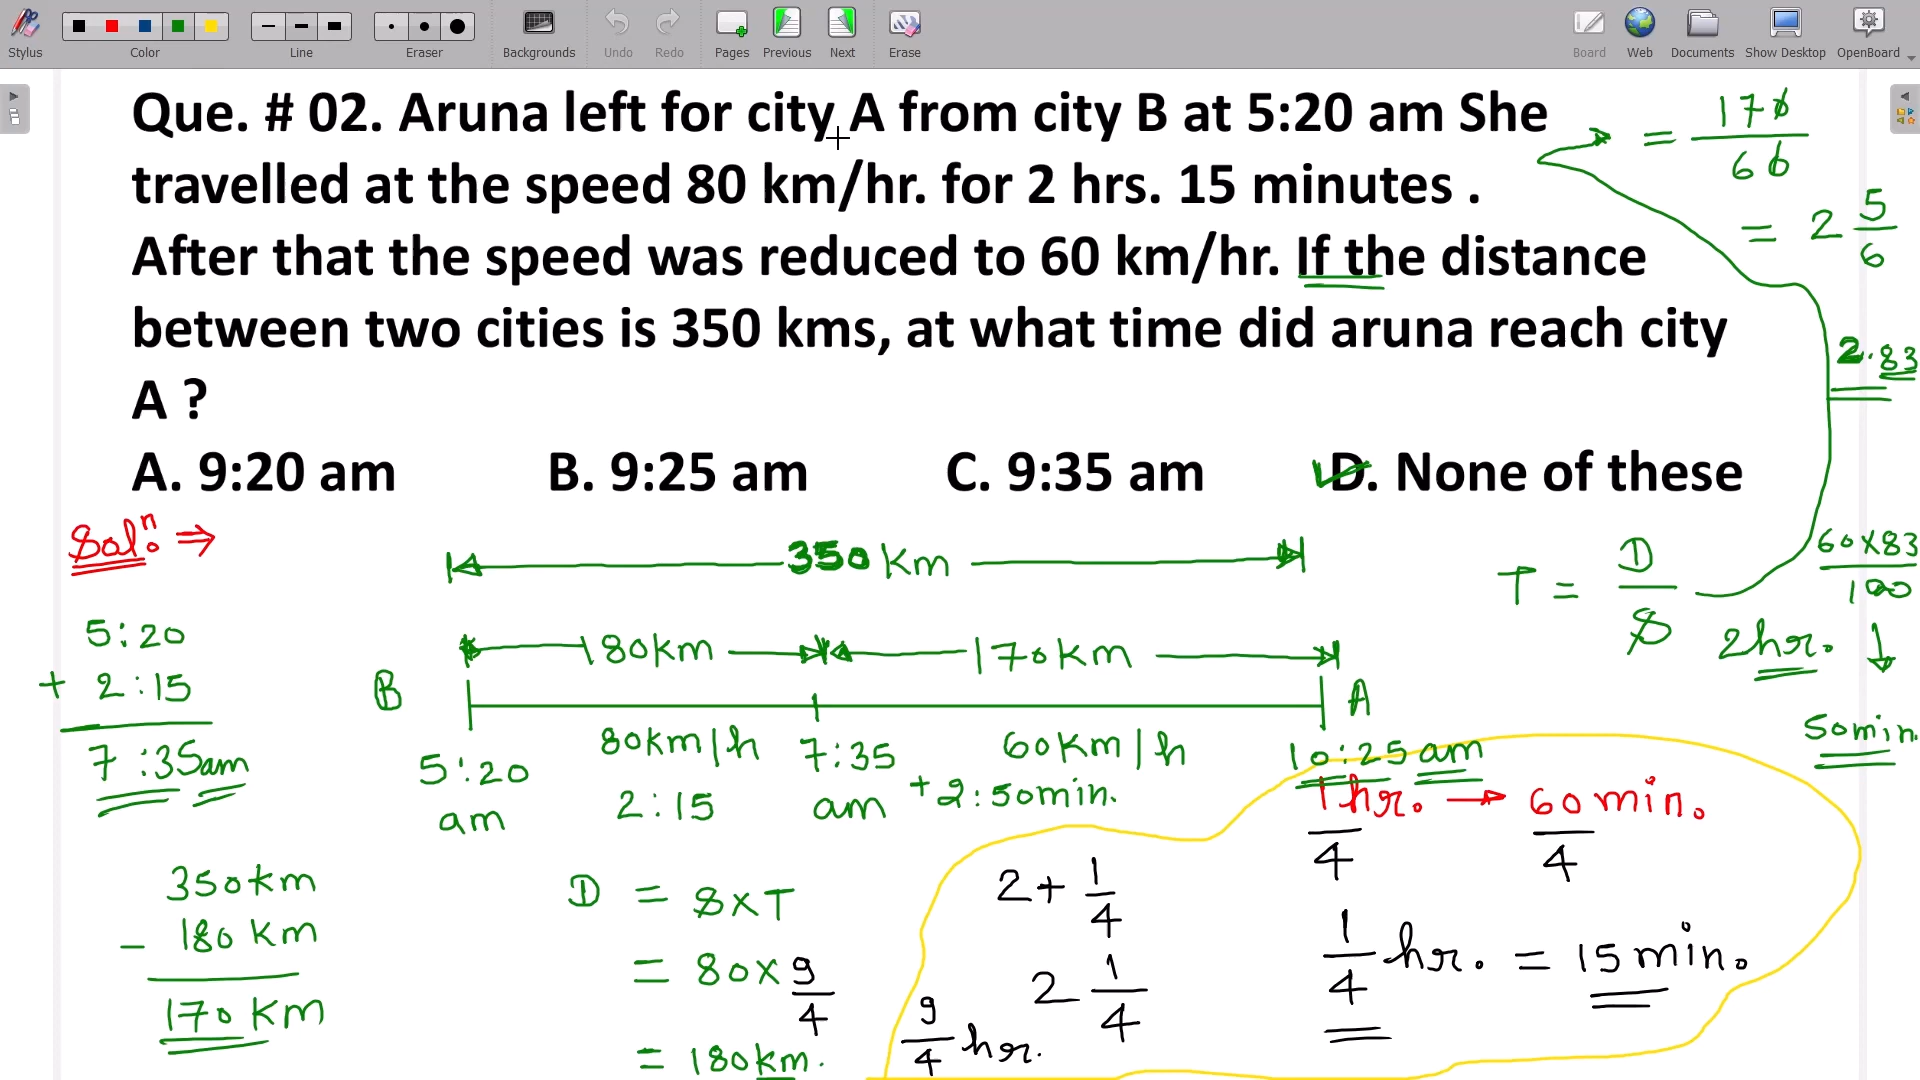 Stylus Color Line Eraser Backgrounds Undo Redo Pages Previous Next Erase Board Web Documents Show Desktop OpenBoard
Que. # 02. Aruna left for city A from city B at 5:20 am She
travelled at the speed 80 km/hr. for 2 hrs. 15 minutes .
After that the speed was reduced to 60 km/hr. If the distance
between two cities is 350 kms, at what time did aruna reach city
A ?
A. 9:20 am B. 9:25 am C. 9:35 am D. None of these
= 170/60
= 2 5/6
2.83
60×83/100
↓
50min.
Sol.n ⇒
350 km
T = D/S
2hr.
180km 170km
B A
5:20
+ 2:15
7:35am
5:20 am
80km/h
2:15
7:35 am
60km/h
+2:50min.
10:25 am
350km
- 180 km
170 km
D = S×T
= 80× 9/4
= 180km.
2+ 1/4
2 1/4
9/4 hr.
1hr./4 → 60min./4
1/4 hr. = 15min.